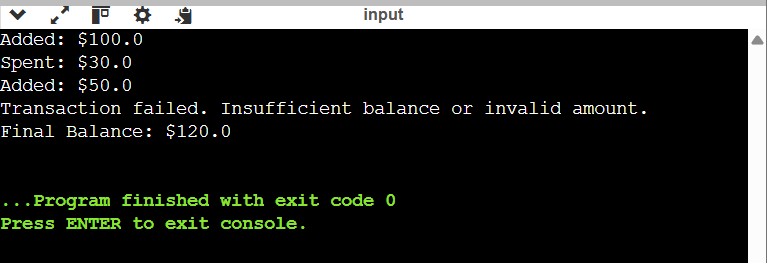 input
Added: $100.0
Spent: $30.0
Added: $50.0
Transaction failed. Insufficient balance or invalid amount.
Final Balance: $120.0
...Program finished with exit code 0
Press ENTER to exit console.